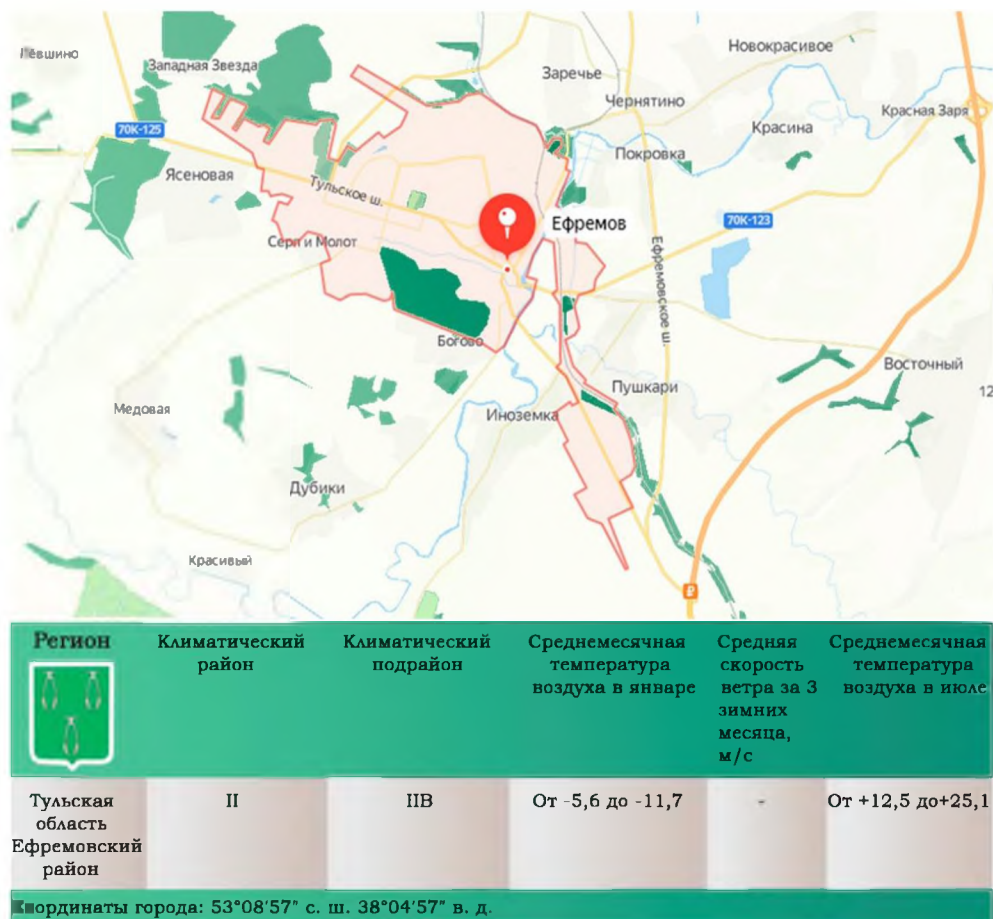 Лёвшино
Западная Звезда
Заречье
Новокрасивое
Чернятино
Красная Заря
70К-125
Красина
Ясеновая
Покровка
Тульское ш.
Ефремов
70К-123
Серп и Молот
Ефремовское ш.
Богово
Восточный
Пушкари
12
Медовая
Иноземка
Дубики
Красивый
Р
Регион
Климатический район
Климатический подрайон
Среднемесячная температура воздуха в январе
Средняя скорость ветра за 3 зимних месяца, м/с
Среднемесячная температура воздуха в июле
Тульская область Ефремовский район
II
IIВ
От -5,6 до -11,7
-
От +12,5 до+25,1
Координаты города: 53°08′57″ с. ш. 38°04′57″ в. д.